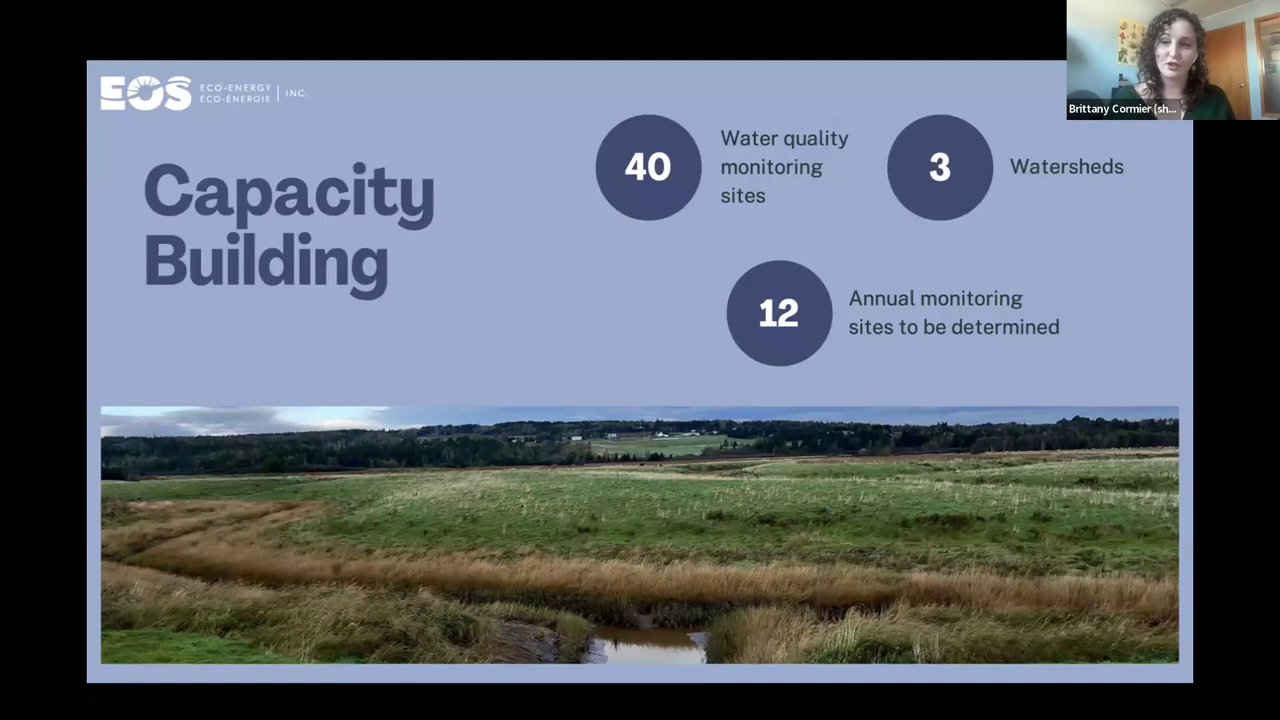 EOS
ECO-ENERGY
ÉCO-ÉNERGIE
INC.
Capacity
Building
40
Water quality
monitoring
sites
3
Watersheds
12
Annual monitoring
sites to be determined
Brittany Cormier (sh...